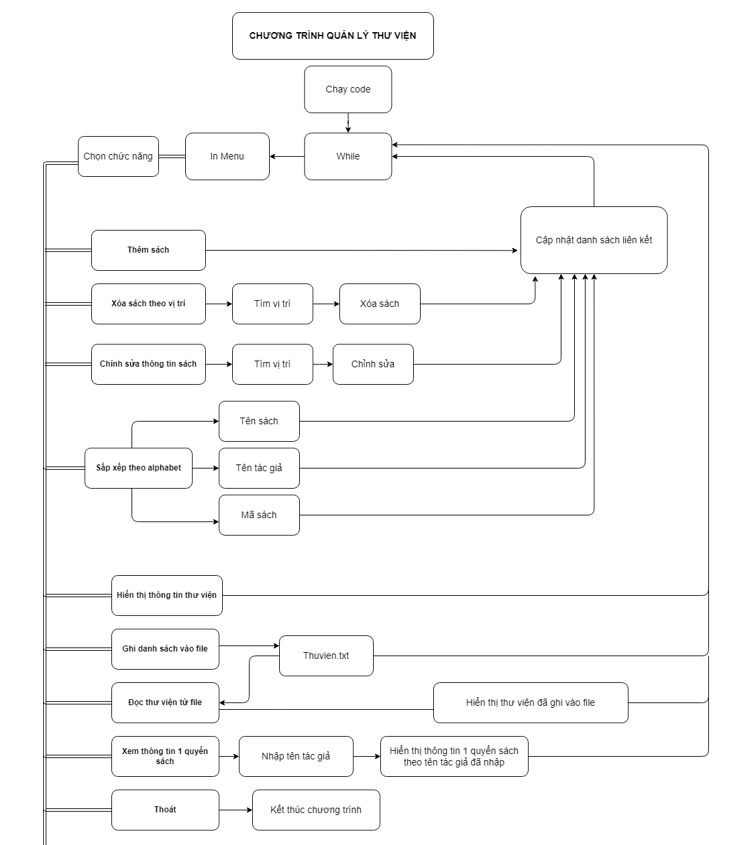 CHƯƠNG TRÌNH QUẢN LÝ THƯ VIỆN
Chạy code
Chọn chức năng
In Menu
While
Cập nhật danh sách liên kết
Thêm sách
Xóa sách theo vị trí
Tìm vị trí
Xóa sách
Chỉnh sửa thông tin sách
Tìm vị trí
Chỉnh sửa
Tên sách
Sắp xếp theo alphabet
Tên tác giả
Mã sách
Hiển thị thông tin thư viện
Ghi danh sách vào file
Thuvien.txt
Đọc thư viện từ file
Hiển thị thư viện đã ghi vào file
Xem thông tin 1 quyển
sách
Nhập tên tác giả
Hiển thị thông tin 1 quyển sách
theo tên tác giả đã nhập
Thoát
Kết thúc chương trình